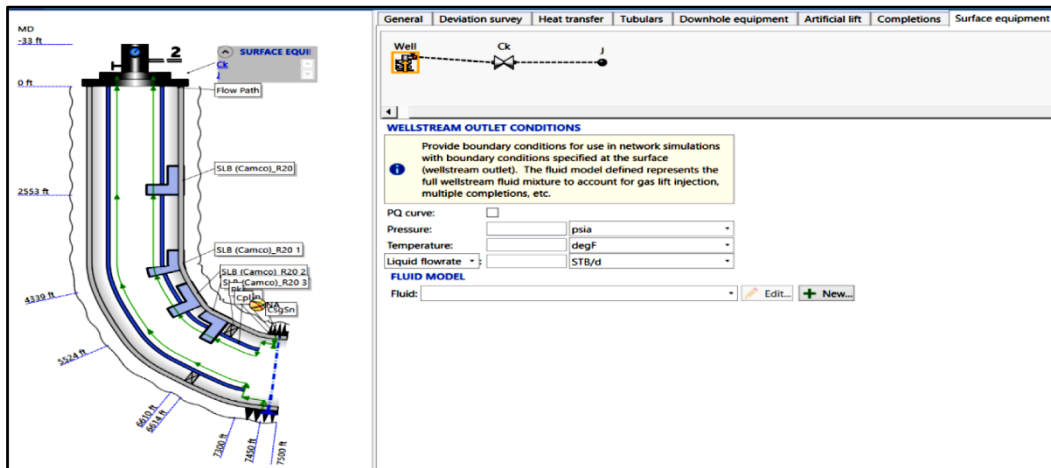 MD
-33 ft
2
SURFACE EQUI
Ck
J
0 ft
Flow Path
SLB (Camco)_R20
2553 ft
SLB (Camco)_R20 1
SLB (Camco)_R20 2
SLB (Camco)_R20 3
NA
CsgSn
4339 ft
5524 ft
6610 ft
6614 ft
7300 ft
7450 ft
7500 ft
General
Deviation survey
Heat transfer
Tubulars
Downhole equipment
Artificial lift
Completions
Surface equipment
Well
Ck
J
WELLSTREAM OUTLET CONDITIONS
Provide boundary conditions for use in network simulations
with boundary conditions specified at the surface
(wellstream outlet). The fluid model defined represents the
full wellstream fluid mixture to account for gas lift injection,
multiple completions, etc.
PQ curve:
Pressure: psia
Temperature: degF
Liquid flowrate : STB/d
FLUID MODEL
Fluid: Edit... New...